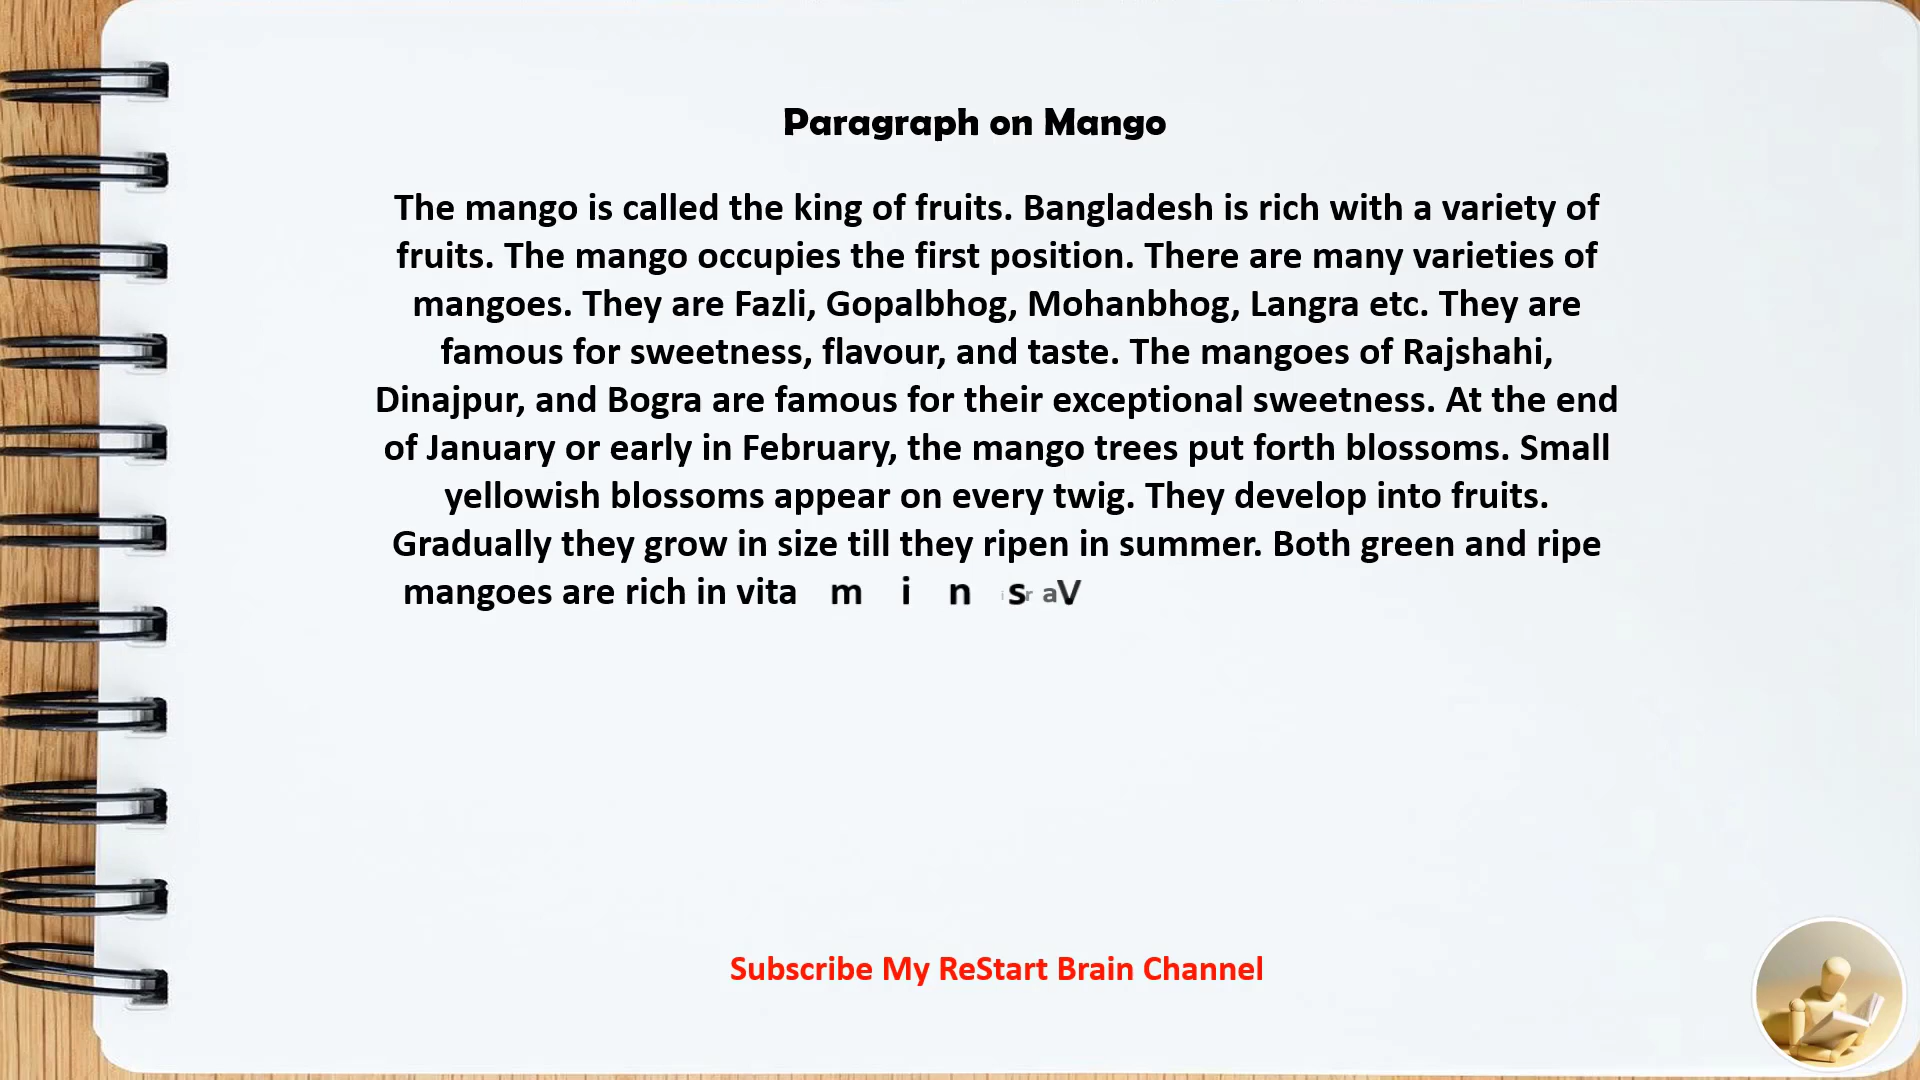 Paragraph on Mango
The mango is called the king of fruits. Bangladesh is rich with a variety of
fruits. The mango occupies the first position. There are many varieties of
mangoes. They are Fazli, Gopalbhog, Mohanbhog, Langra etc. They are
famous for sweetness, flavour, and taste. The mangoes of Rajshahi,
Dinajpur, and Bogra are famous for their exceptional sweetness. At the end
of January or early in February, the mango trees put forth blossoms. Small
yellowish blossoms appear on every twig. They develop into fruits.
Gradually they grow in size till they ripen in summer. Both green and ripe
mangoes are rich in vitamins
Subscribe My ReStart Brain Channel